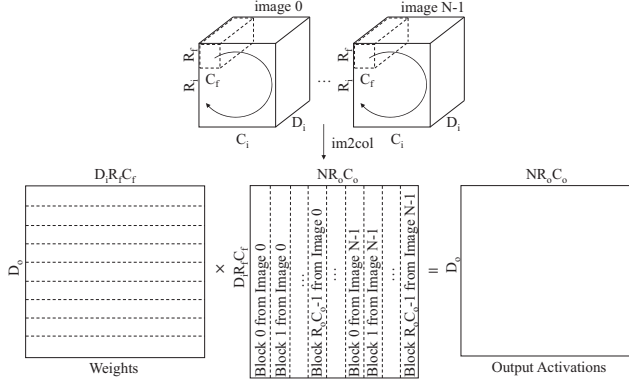 image 0
image N-1
R_f
C_f
R_i
C_i
D_i
...
R_f
C_f
R_i
C_i
D_i
im2col
D_iR_fC_f
D_o
Weights
×
NR_oC_o
D_iR_fC_f
Block 0 from Image 0
Block 1 from Image 0
...
Block R_oC_o-1 from Image 0
...
Block 0 from Image N-1
Block 1 from Image N-1
...
Block R_oC_o-1 from Image N-1
=
NR_oC_o
D_o
Output Activations